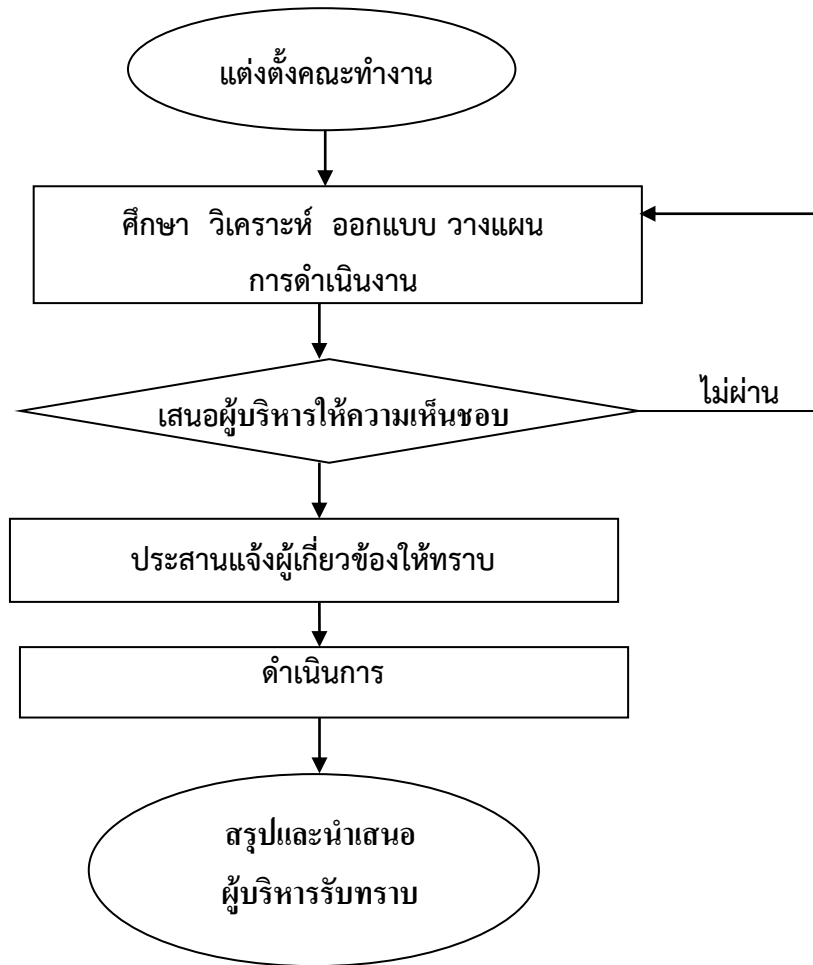 แต่งตั้งคณะทำงาน
ศึกษา วิเคราะห์ ออกแบบ วางแผน
การดำเนินงาน
เสนอผู้บริหารให้ความเห็นชอบ
ไม่ผ่าน
ประสานแจ้งผู้เกี่ยวข้องให้ทราบ
ดำเนินการ
สรุปและนำเสนอ
ผู้บริหารรับทราบ